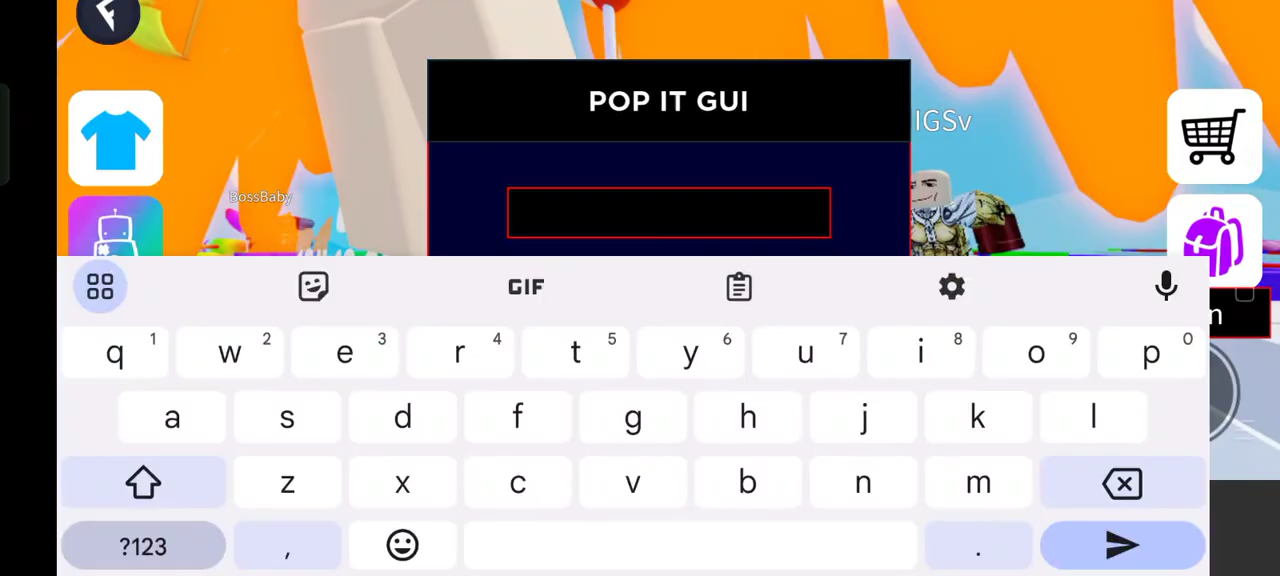 POP IT GUI
IGSv
BossBaby
GIF
q 1 w 2 e 3 r 4 t 5 y 6 u 7 i 8 o 9 p 0
a s d f g h j k l
z x c v b n m
?123 , .